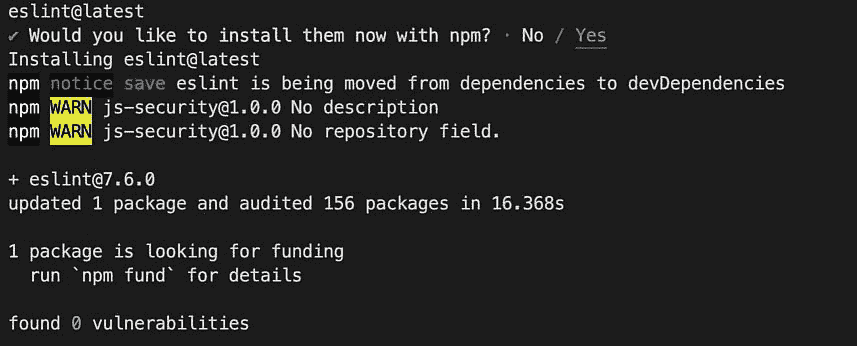 eslint@latest
✔ Would you like to install them now with npm? · No / Yes
Installing eslint@latest
npm notice save eslint is being moved from dependencies to devDependencies
npm WARN js-security@1.0.0 No description
npm WARN js-security@1.0.0 No repository field.
+ eslint@7.6.0
updated 1 package and audited 156 packages in 16.368s
1 package is looking for funding
run `npm fund` for details
found 0 vulnerabilities